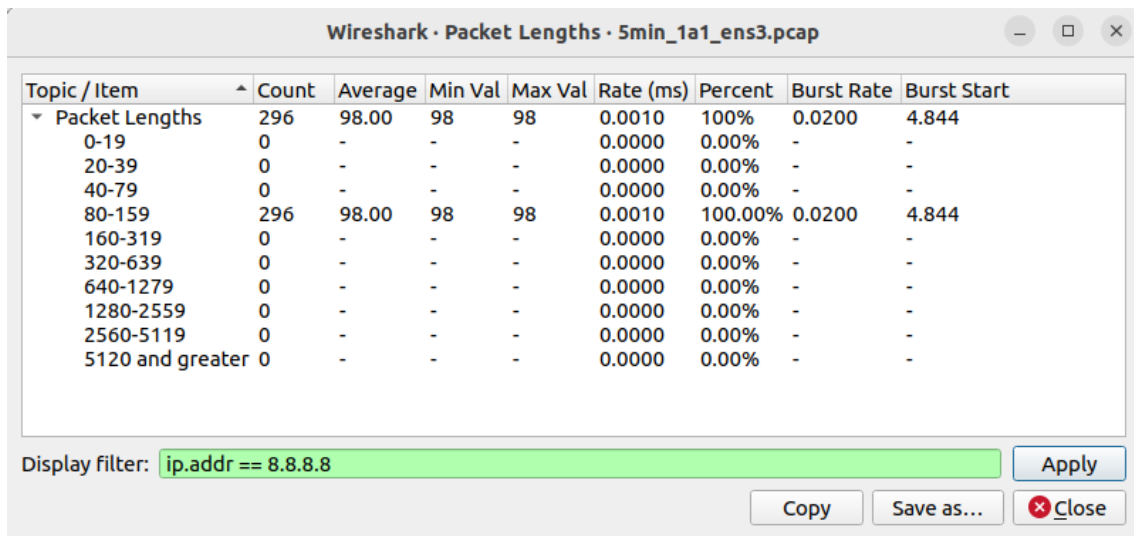 Wireshark · Packet Lengths · 5min_1a1_ens3.pcap
Topic / Item Count Average Min Val Max Val Rate (ms) Percent Burst Rate Burst Start
Packet Lengths 296 98.00 98 98 0.0010 100% 0.0200 4.844
0-19 0 - - - 0.0000 0.00% - -
20-39 0 - - - 0.0000 0.00% - -
40-79 0 - - - 0.0000 0.00% - -
80-159 296 98.00 98 98 0.0010 100.00% 0.0200 4.844
160-319 0 - - - 0.0000 0.00% - -
320-639 0 - - - 0.0000 0.00% - -
640-1279 0 - - - 0.0000 0.00% - -
1280-2559 0 - - - 0.0000 0.00% - -
2560-5119 0 - - - 0.0000 0.00% - -
5120 and greater 0 - - - 0.0000 0.00% - -
Display filter: ip.addr == 8.8.8.8 Apply
Copy Save as... Close